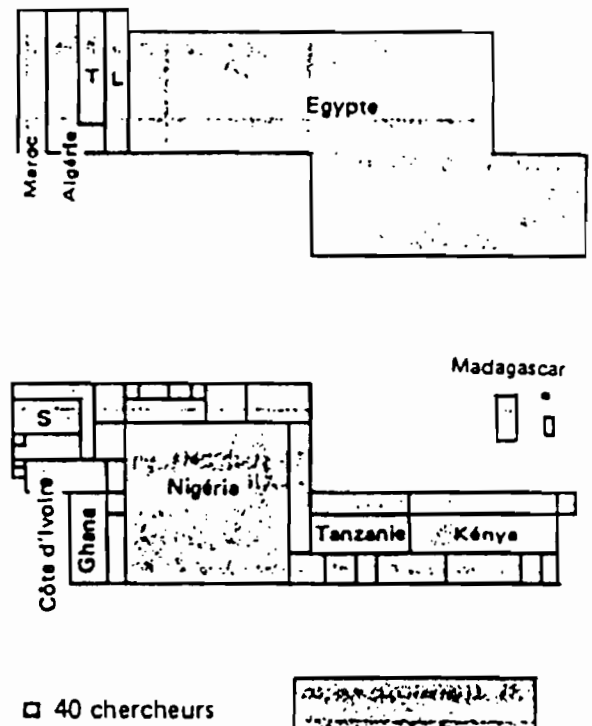 T
L
Egypte
Maroc
Algérie
Madagascar
S
Nigéria
Côte d'Ivoire
Ghana
Tanzanie
Kénya
40 chercheurs